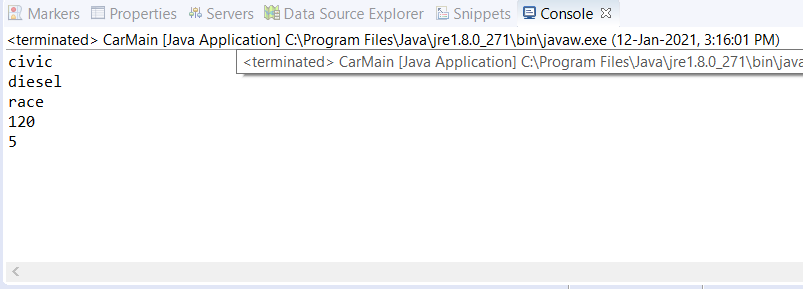 Markers Properties Servers Data Source Explorer Snippets Console
<terminated> CarMain [Java Application] C:\Program Files\Java\jre1.8.0_271\bin\javaw.exe (12-Jan-2021, 3:16:01 PM)
<terminated> CarMain [Java Application] C:\Program Files\Java\jre1.8.0_271\bin\java
civic
diesel
race
120
5